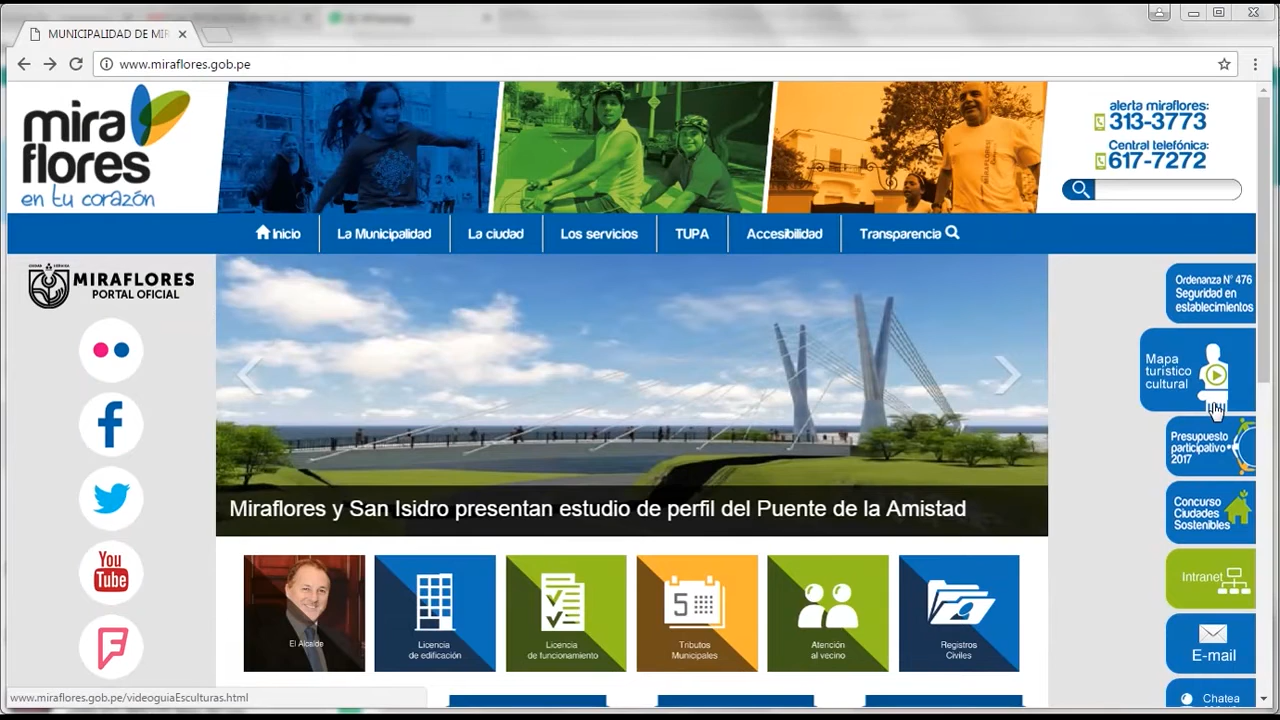 MUNICIPALIDAD DE MIR
www.miraflores.gob.pe
mira
flores
en tu corazón
alerta miraflores:
313-3773
Central telefónica:
617-7272
Inicio
La Municipalidad
La ciudad
Los servicios
TUPA
Accesibilidad
Transparencia
MIRAFLORES
PORTAL OFICIAL
You
Tube
Miraflores y San Isidro presentan estudio de perfil del Puente de la Amistad
Ordenanza N° 476
Seguridad en
establecimientos
Mapa
turístico
cultural
Presupuesto
participativo
2017
Concurso
Ciudades
Sostenibles
Intranet
E-mail
Chatea
El Alcalde
Licencia
de edificación
Licencia
de funcionamiento
5
Tributos
Municipales
Atención
al vecino
Registros
Civiles
www.miraflores.gob.pe/videoguiaEsculturas.html